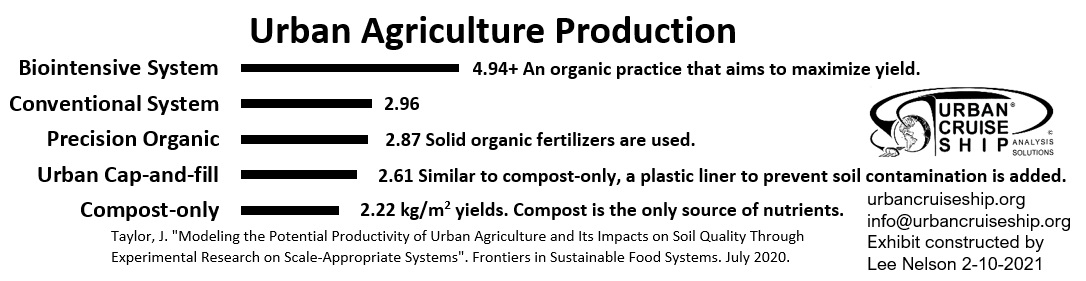 Urban Agriculture Production
Biointensive System 4.94+ An organic practice that aims to maximize yield.
Conventional System 2.96
Precision Organic 2.87 Solid organic fertilizers are used.
Urban Cap-and-fill 2.61 Similar to compost-only, a plastic liner to prevent soil contamination is added.
Compost-only 2.22 kg/m² yields. Compost is the only source of nutrients.
Taylor, J. "Modeling the Potential Productivity of Urban Agriculture and Its Impacts on Soil Quality Through
Experimental Research on Scale-Appropriate Systems". Frontiers in Sustainable Food Systems. July 2020.
URBAN®
CRUISE
SHIP
©
ANALYSIS
SOLUTIONS
urbancruiseship.org
info@urbancruiseship.org
Exhibit constructed by
Lee Nelson 2-10-2021